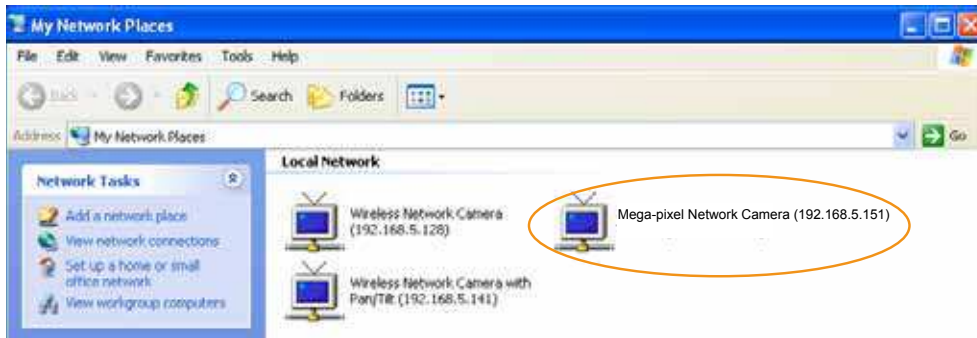 My Network Places
File Edit View Favorites Tools Help
Back Search Folders
Address My Network Places Go
Local Network
Network Tasks
Add a network place
View network connections
Set up a home or small
office network
View workgroup computers
Wireless Network Camera
(192.168.5.128)
Mega-pixel Network Camera (192.168.5.151)
Wireless Network Camera with
Pan/Tilt (192.168.5.141)